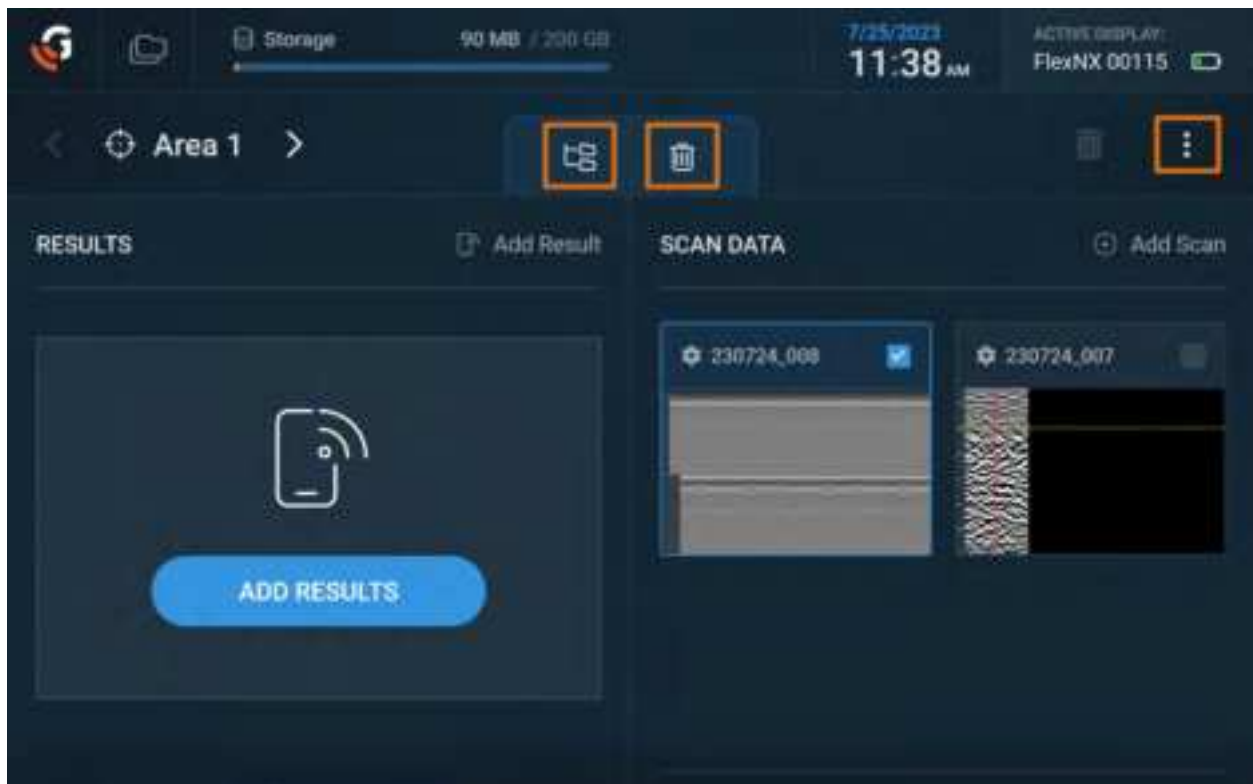 Storage 90 MB / 200 GB
7/25/2023
11:38 AM
ACTIVE DISPLAY:
FlexNX 00115
Area 1
RESULTS
Add Result
SCAN DATA
Add Scan
230724_008
230724_007
ADD RESULTS